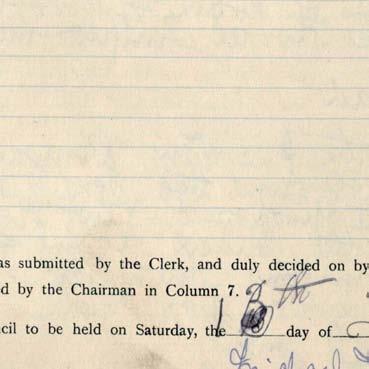 as submitted by the Clerk, and duly decided on by
d by the Chairman in Column 7.
13th
cil to be held on Saturday, the day of